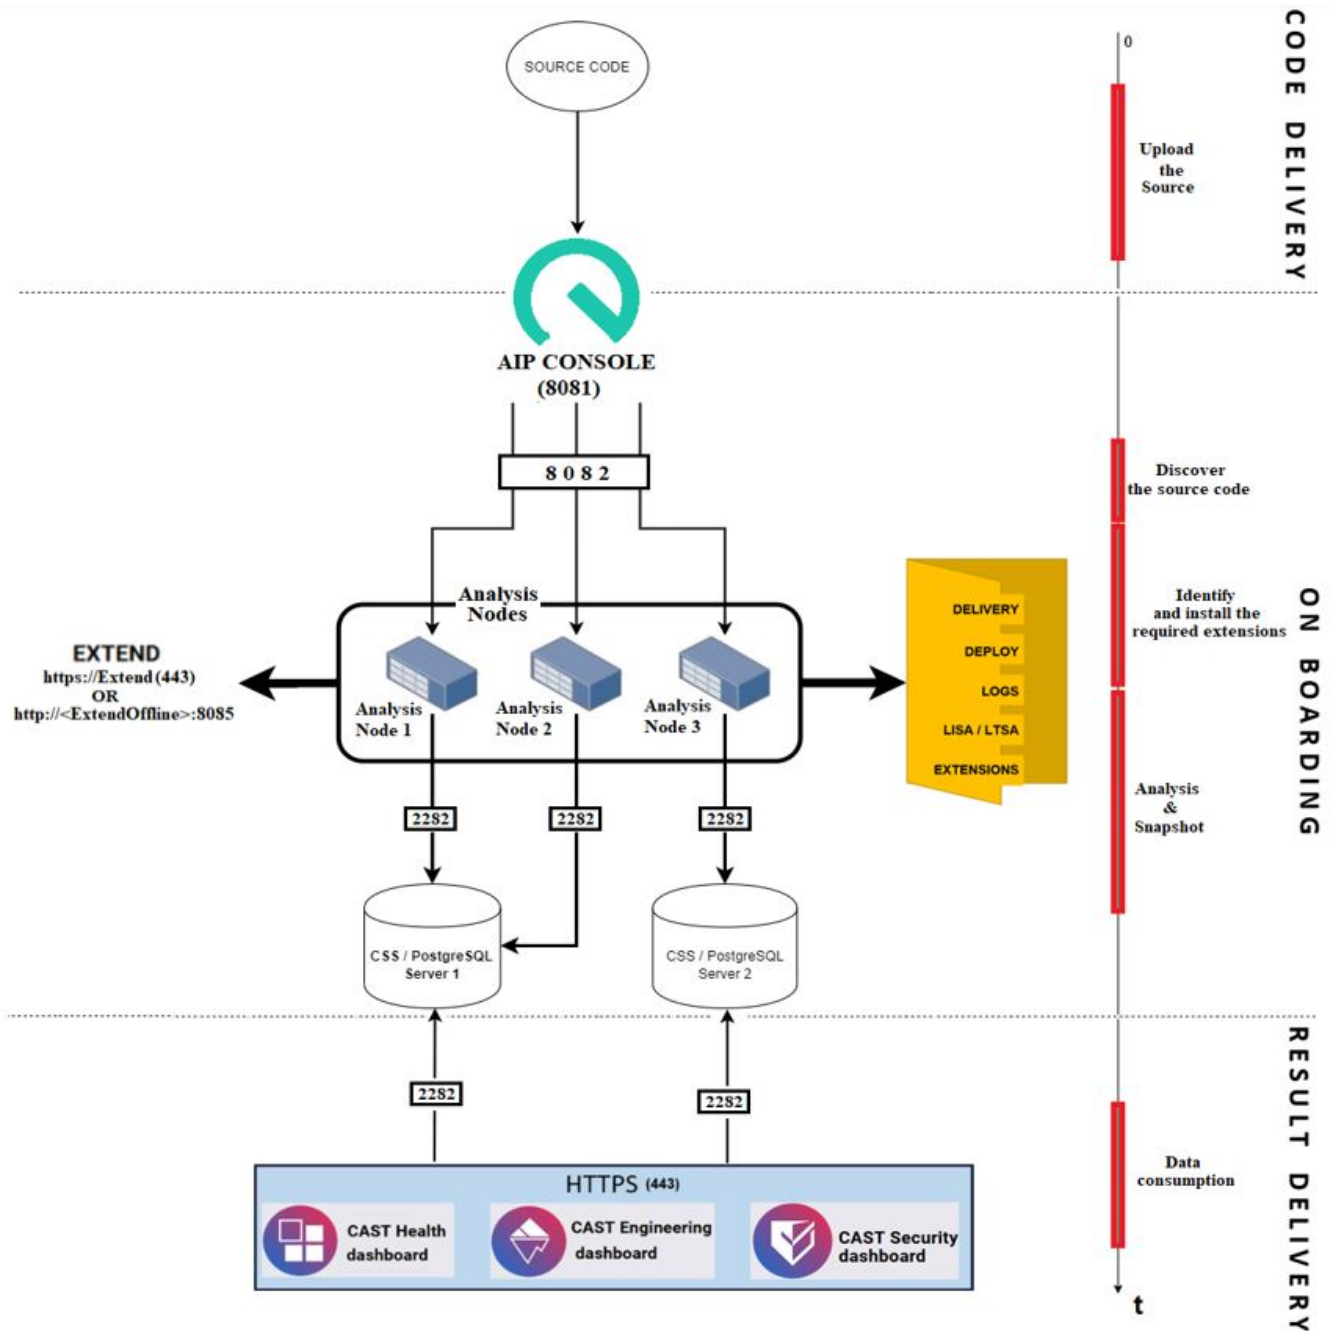 SOURCE CODE
0
Upload
the
Source
CODE DELIVERY
AIP CONSOLE
(8081)
8 0 8 2
Discover
the source code
Analysis
Nodes
Identify
and install the
required extensions
ON BOARDING
EXTEND
https://Extend (443)
OR
http://<ExtendOffline>:8085
Analysis
Node 1
Analysis
Node 2
Analysis
Node 3
DELIVERY
DEPLOY
LOGS
LISA / LTSA
EXTENSIONS
Analysis
&
Snapshot
2282
2282
2282
CSS / PostgreSQL
Server 1
CSS / PostgreSQL
Server 2
2282
2282
RESULT DELIVERY
Data
consumption
HTTPS (443)
CAST Health
dashboard
CAST Engineering
dashboard
CAST Security
dashboard
t